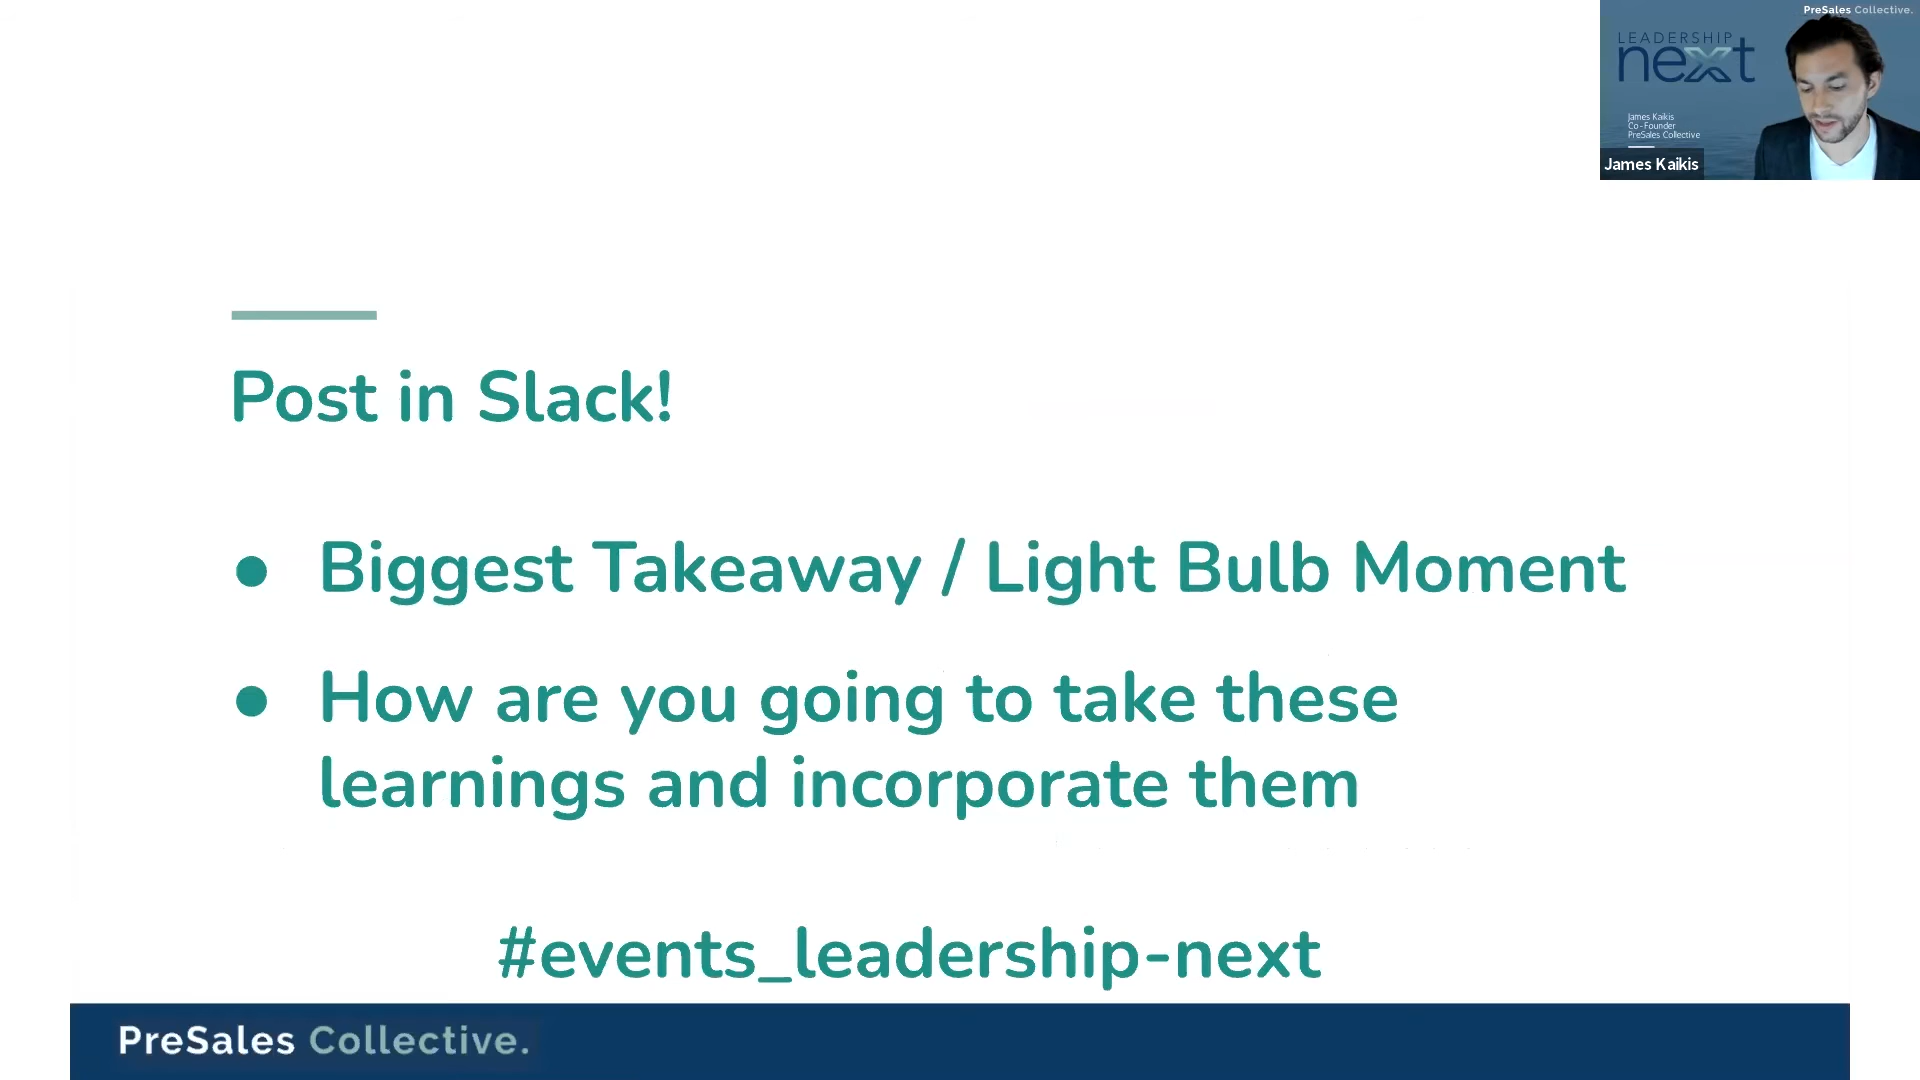 PreSales Collective.
LEADERSHIP
next
James Kaikis
Co-Founder
PreSales Collective
James Kaikis
Post in Slack!
● Biggest Takeaway / Light Bulb Moment
● How are you going to take these
learnings and incorporate them
#events_leadership-next
PreSales Collective.